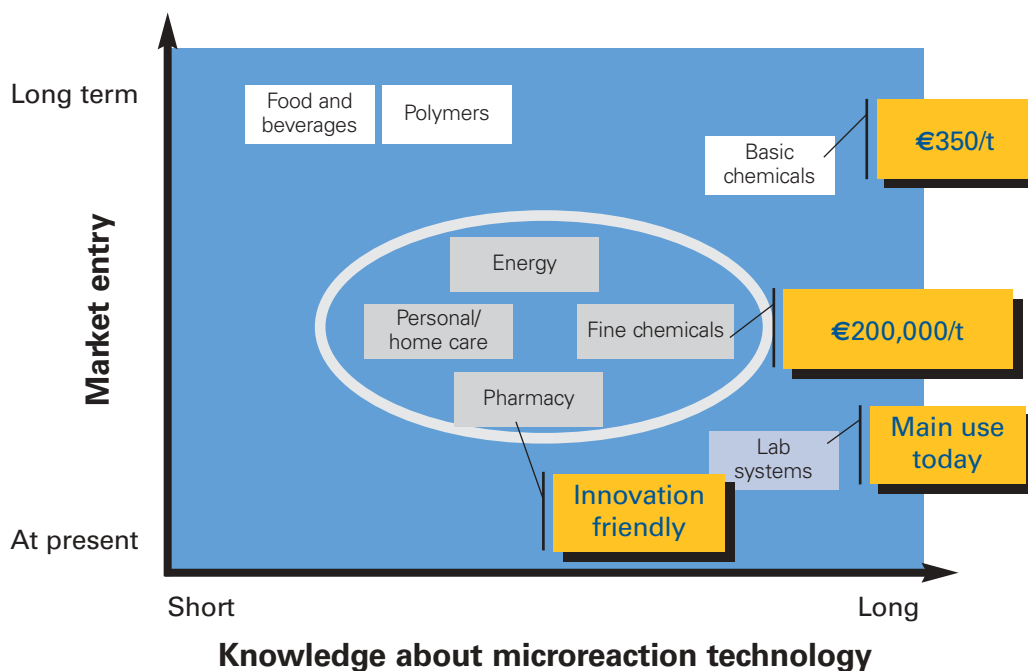 Long term
Food and
beverages
Polymers
Basic
chemicals
€350/t
Market entry
Energy
Personal/
home care
Fine chemicals
€200,000/t
Pharmacy
Lab
systems
Main use
today
Innovation
friendly
At present
Short
Long
Knowledge about microreaction technology